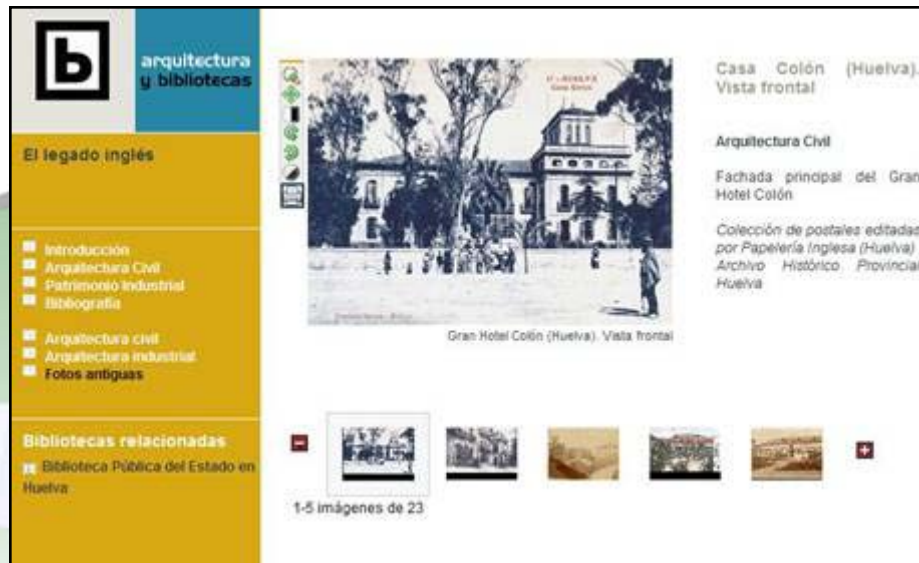 b
arquitectura
y bibliotecas
El legado inglés
Introducción
Arquitectura Civil
Patrimonio Industrial
Bibliografía
Arquitectura civil
Arquitectura industrial
Fotos antiguas
Bibliotecas relacionadas
Biblioteca Pública del Estado en
Huelva
Gran Hotel Colón (Huelva). Vista frontal
1-5 imágenes de 23
Casa Colón (Huelva).
Vista frontal
Arquitectura Civil
Fachada principal del Gran
Hotel Colón
Colección de postales editadas
por Papelería Inglesa (Huelva)
Archivo Histórico Provincial
Huelva